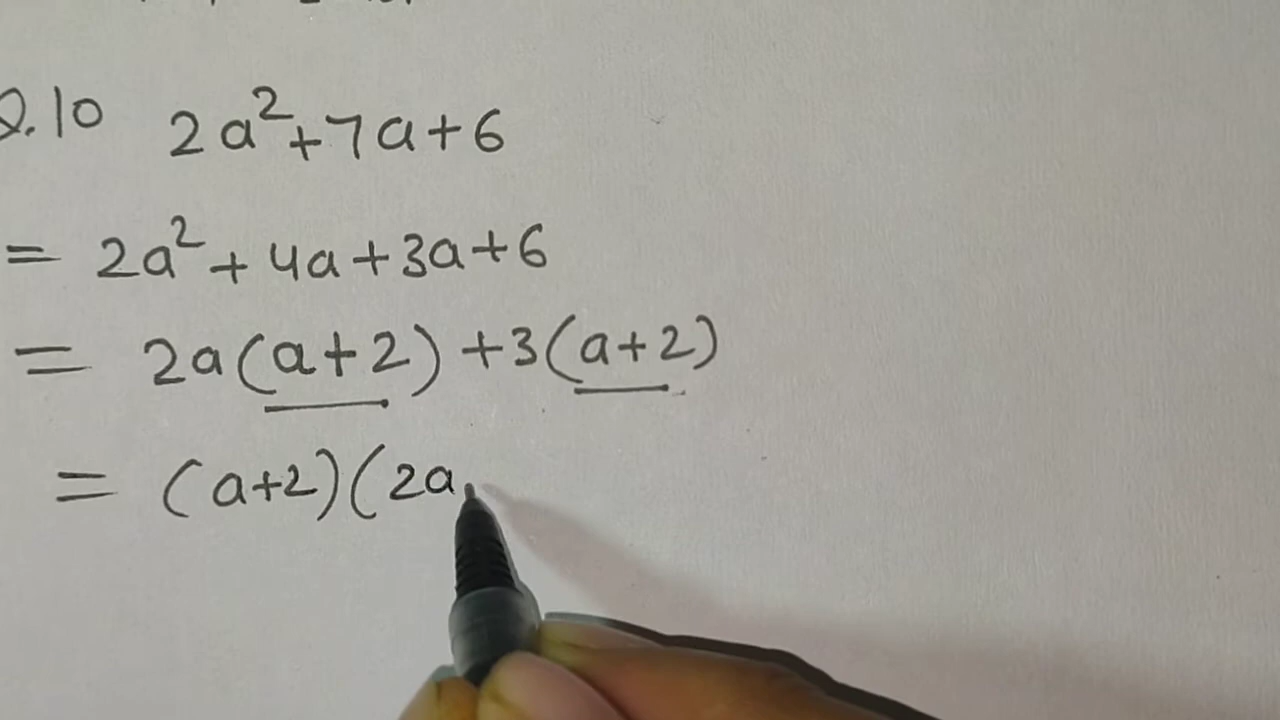 Q.10 2a²+7a+6
= 2a²+4a+3a+6
= 2a(a+2)+3(a+2)
= (a+2)(2a